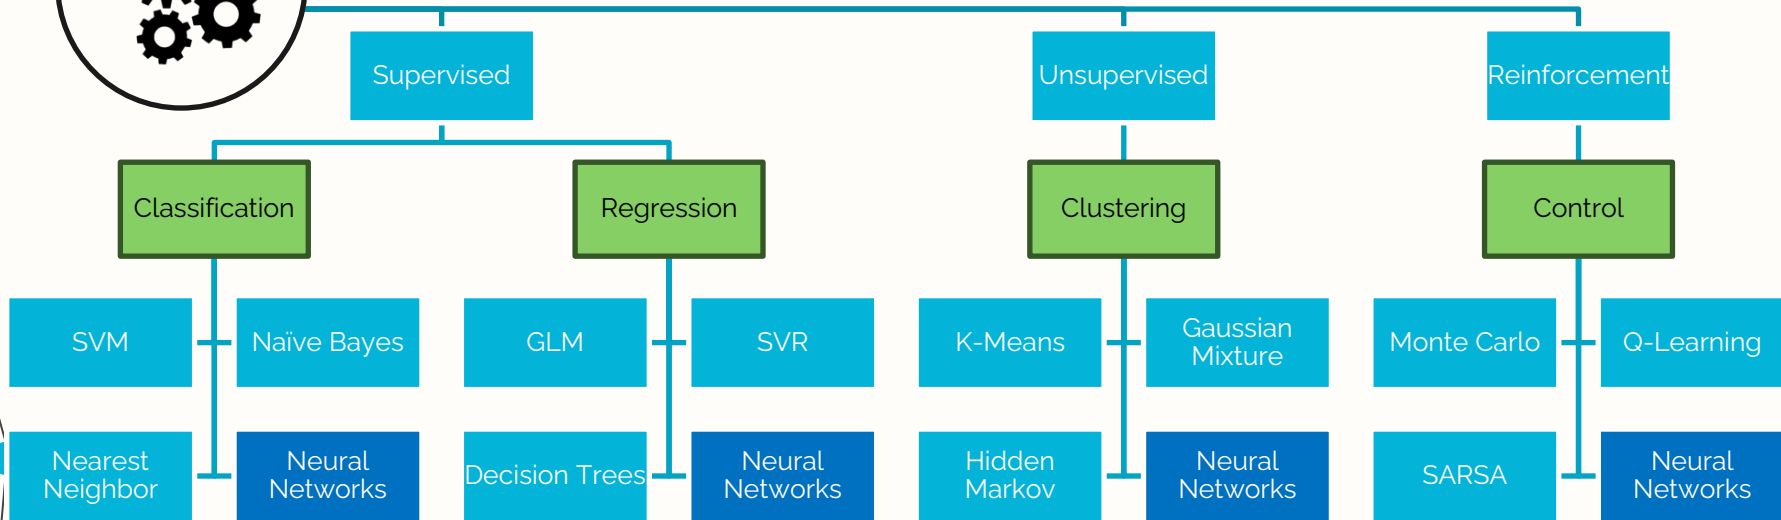 Supervised
Unsupervised
Reinforcement
Classification
Regression
Clustering
Control
SVM
Naïve Bayes
GLM
SVR
K-Means
Gaussian
Mixture
Monte Carlo
Q-Learning
Nearest
Neighbor
Neural
Networks
Decision Trees
Neural
Networks
Hidden
Markov
Neural
Networks
SARSA
Neural
Networks